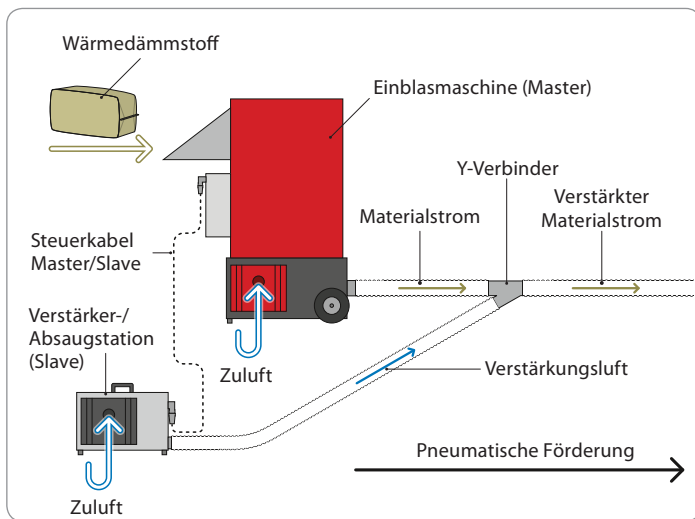 Wärmedämmstoff
Einblasmaschine (Master)
Y-Verbinder
Materialstrom
Verstärkter
Materialstrom
Steuerkabel
Master/Slave
Verstärker-/
Absaugstation
(Slave)
Zuluft
Verstärkungsluft
Pneumatische Förderung
Zuluft